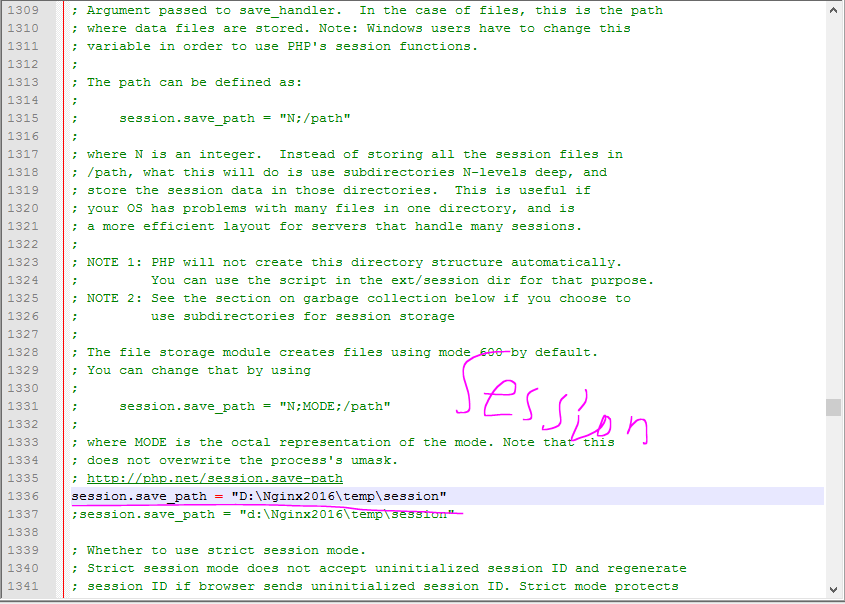 1309 ; Argument passed to save_handler.  In the case of files, this is the path
1310 ; where data files are stored. Note: Windows users have to change this
1311 ; variable in order to use PHP's session functions.
1312 ;
1313 ; The path can be defined as:
1314 ;
1315 ;     session.save_path = "N;/path"
1316 ;
1317 ; where N is an integer.  Instead of storing all the session files in
1318 ; /path, what this will do is use subdirectories N-levels deep, and
1319 ; store the session data in those directories.  This is useful if
1320 ; your OS has problems with many files in one directory, and is
1321 ; a more efficient layout for servers that handle many sessions.
1322 ;
1323 ; NOTE 1: PHP will not create this directory structure automatically.
1324 ;         You can use the script in the ext/session dir for that purpose.
1325 ; NOTE 2: See the section on garbage collection below if you choose to
1326 ;         use subdirectories for session storage
1327 ;
1328 ; The file storage module creates files using mode 600 by default.
1329 ; You can change that by using
1330 ;
1331 ;     session.save_path = "N;MODE;/path"
session
1332 ;
1333 ; where MODE is the octal representation of the mode. Note that this
1334 ; does not overwrite the process's umask.
1335 ; http://php.net/session.save-path
1336 session.save_path = "D:\Nginx2016\temp\session"
1337 ;session.save_path = "d:\Nginx2016\temp\session"
1338
1339 ; Whether to use strict session mode.
1340 ; Strict session mode does not accept uninitialized session ID and regenerate
1341 ; session ID if browser sends uninitialized session ID. Strict mode protects